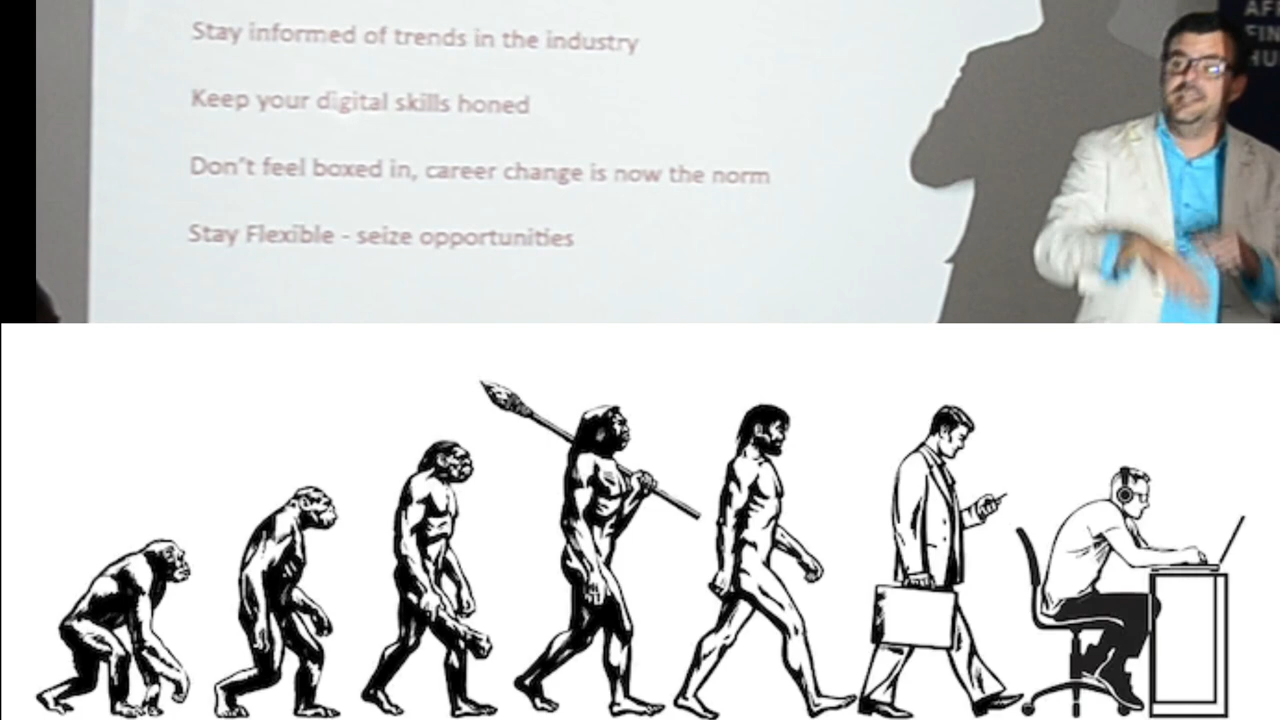 Stay informed of trends in the industry
Keep your digital skills honed
Don't feel boxed in, career change is now the norm
Stay Flexible - seize opportunities